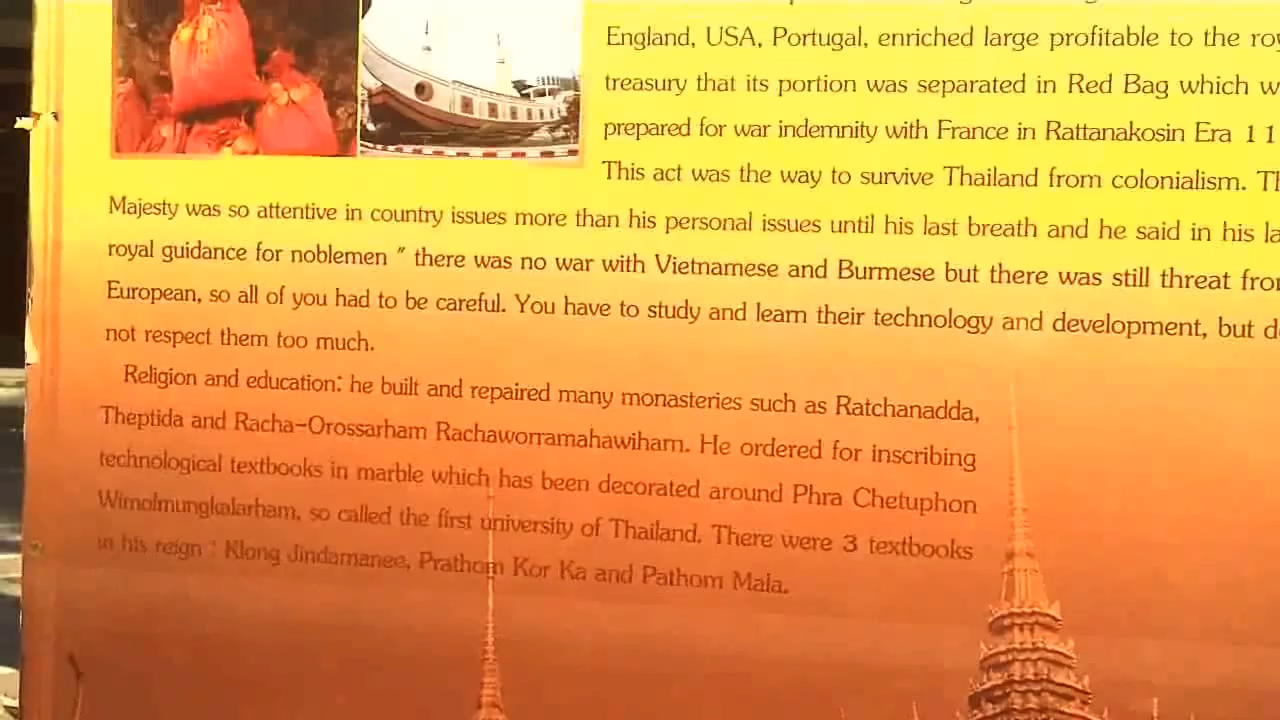 England, USA, Portugal, enriched large profitable to the
treasury that its portion was separated in Red Bag which
prepared for war indemnity with France in Rattanakosin Era 1 1
This act was the way to survive Thailand from colonialism.
Majesty was so attentive in country issues more than his personal issues until his last breath and he said in his
royal guidance for noblemen " there was no war with Vietnamese and Burmese but there was still threat
European, so all of you had to be careful. You have to study and learn their technology and development, but
not respect them too much.
Religion and education: he built and repaired many monasteries such as Ratchanadda,
Theptida and Racha-Orossarham Rachaworramahawiham. He ordered for inscribing
technological textbooks in marble which has been decorated around Phra Chetuphon
Wimolmungkalarham, so called the first university of Thailand. There were 3 textbooks
in his reign : Klong Jindamanee, Prathom Kor Ka and Pathom Mala.